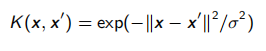 K(x, x′) = exp(−‖x − x′‖²/σ²)